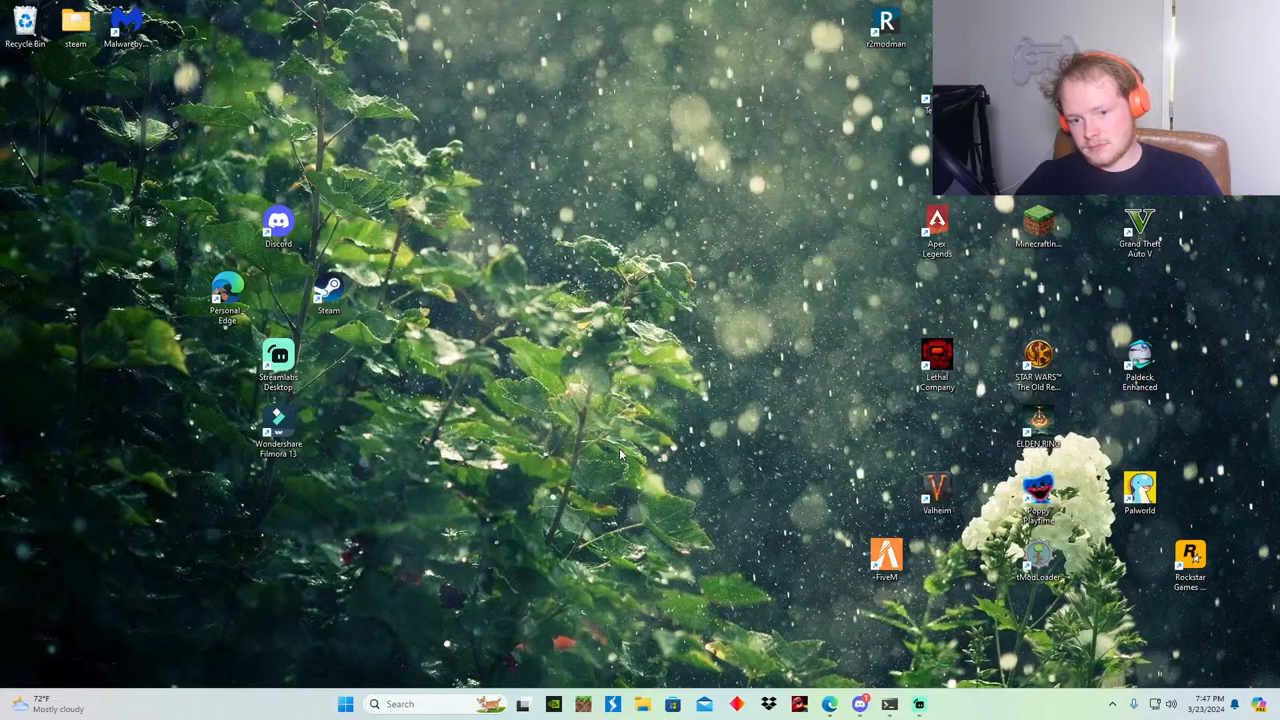 Recycle Bin
steam
Malwareby...
r2modman
Discord
Apex
Legends
MinecraftIn...
Grand Theft
Auto V
Personal
Edge
Steam
Streamlabs
Desktop
Lethal
Company
STAR WARS™
The Old Re...
Paldeck
Enhanced
Wondershare
Filmora 13
ELDEN RING
Valheim
Poppy
Playtime
Palworld
FiveM
tModLoader
Rockstar
Games ...
72°F
Mostly cloudy
Search
7:47 PM
3/23/2024